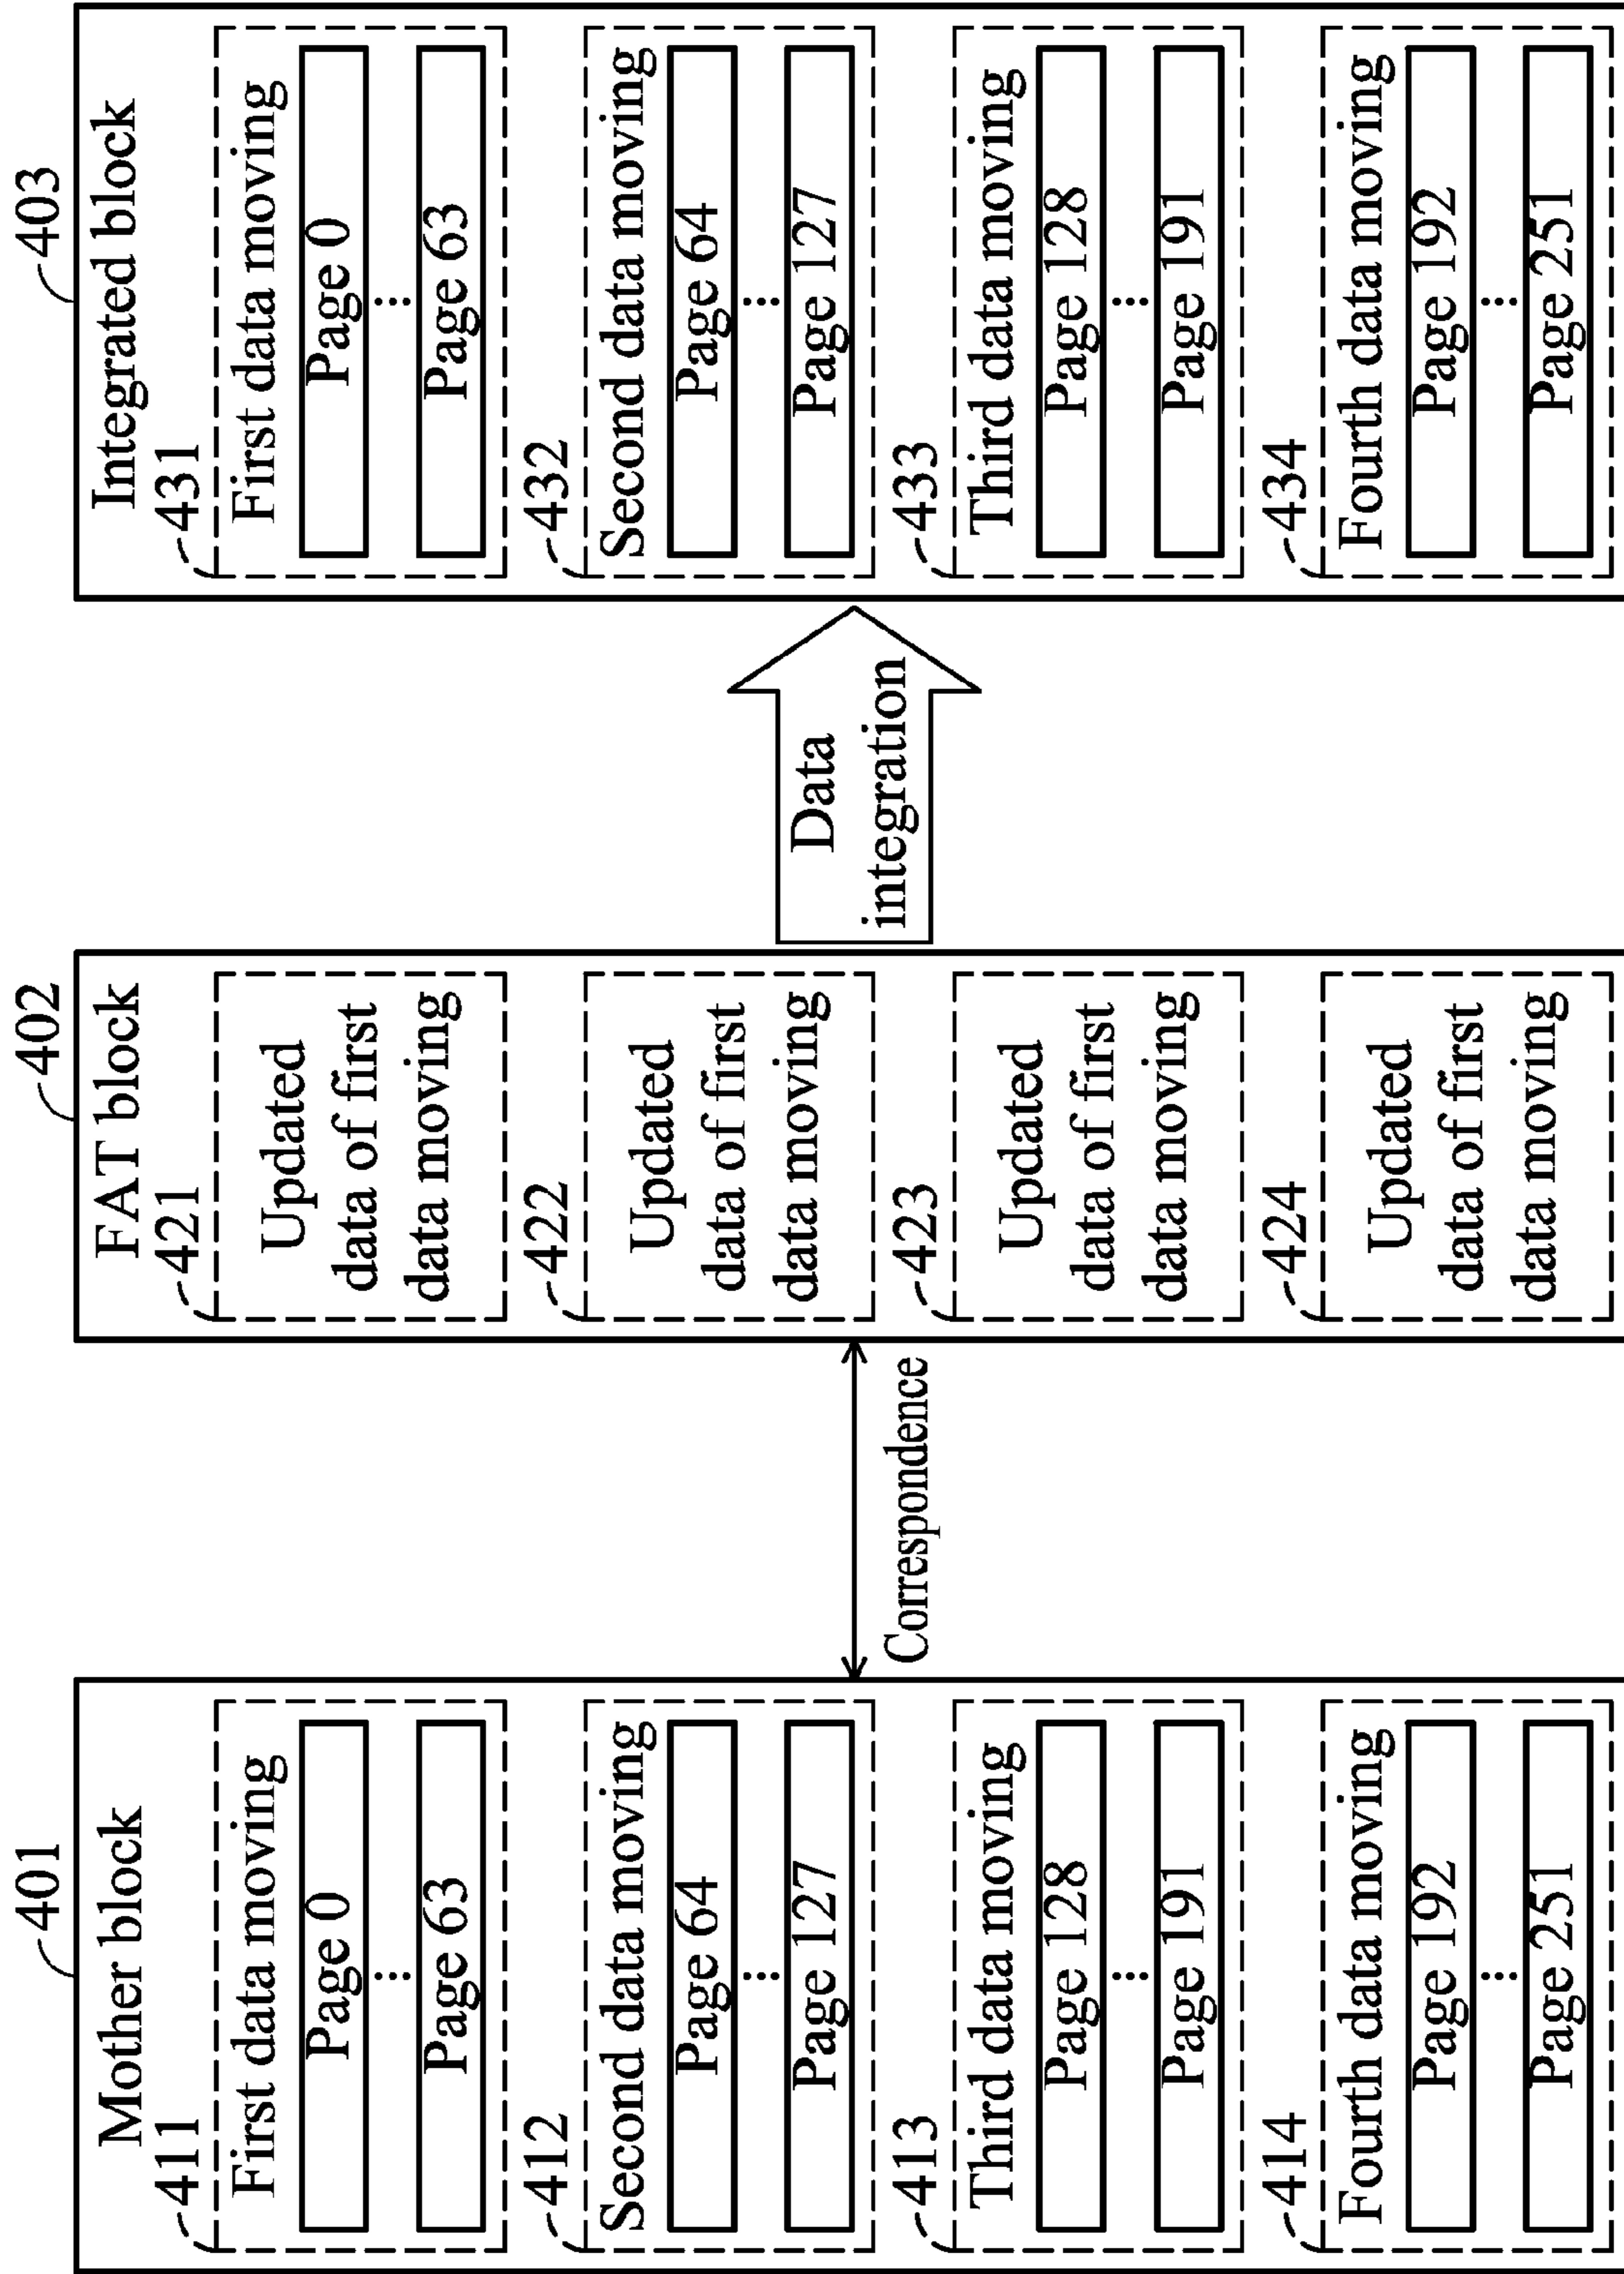 401
Mother block
411
First data moving
Page 0
Page 63
412
Second data moving
Page 64
Page 127
413
Third data moving
Page 128
Page 191
414
Fourth data moving
Page 192
Page 251
Correspondence
402
FAT block
421
Updated
data of first
data moving
422
Updated
data of first
data moving
423
Updated
data of first
data moving
424
Updated
data of first
data moving
Data
integration
403
Integrated block
431
First data moving
Page 0
Page 63
432
Second data moving
Page 64
Page 127
433
Third data moving
Page 128
Page 191
434
Fourth data moving
Page 192
Page 251